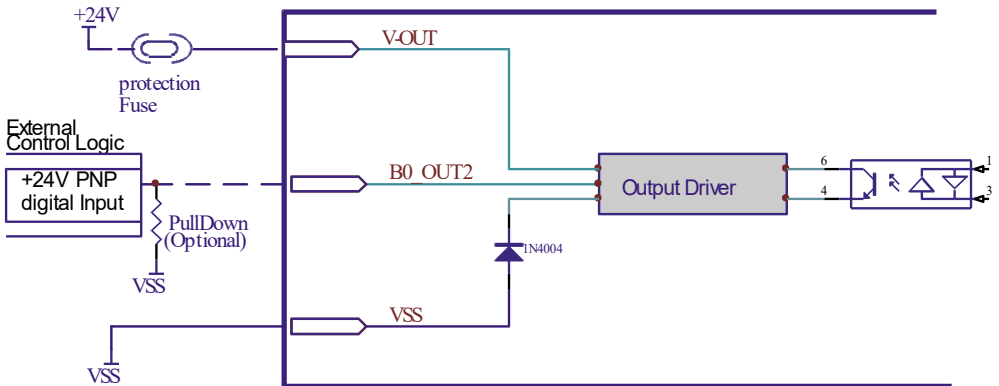 +24V
V-OUT
protection
Fuse
External
Control Logic
+24V PNP
digital Input
B0_OUT2
Output Driver
6
1
4
3
PullDown
(Optional)
1N4004
VSS
VSS
VSS